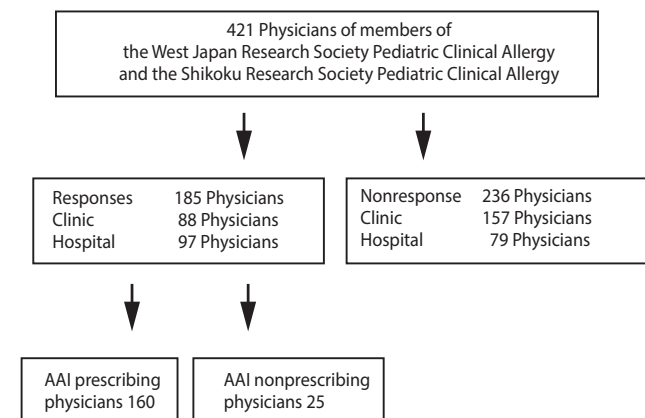 421 Physicians of members of
the West Japan Research Society Pediatric Clinical Allergy
and the Shikoku Research Society Pediatric Clinical Allergy
Responses 185 Physicians
Clinic 88 Physicians
Hospital 97 Physicians
Nonresponse 236 Physicians
Clinic 157 Physicians
Hospital 79 Physicians
AAI prescribing
physicians 160
AAI nonprescribing
physicians 25